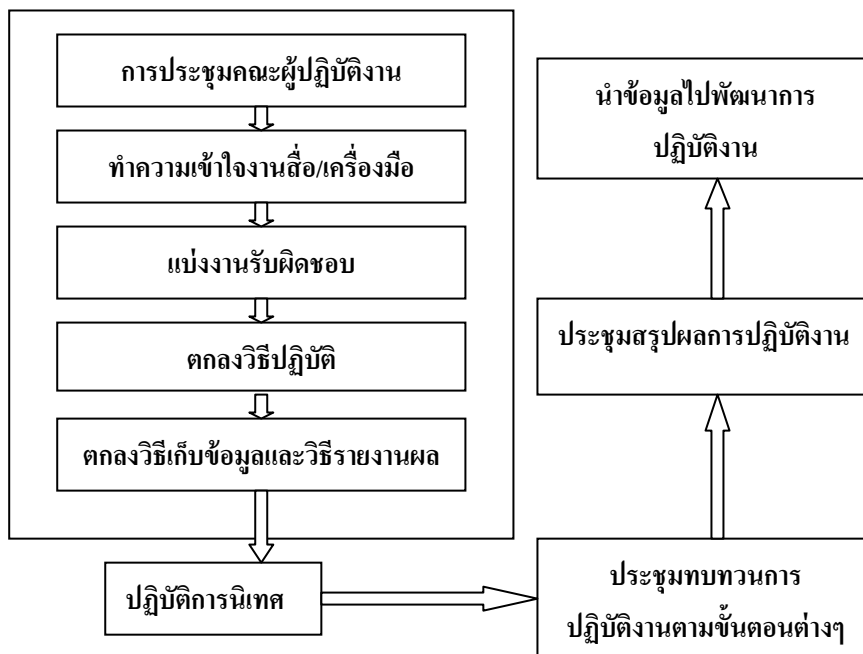 การประชุมคณะผู้ปฏิบัติงาน
ทำความเข้าใจงานสื่อ/เครื่องมือ
แบ่งงานรับผิดชอบ
ตกลงวิธีปฏิบัติ
ตกลงวิธีเก็บข้อมูลและวิธีรายงานผล
ปฏิบัติการนิเทศ
ประชุมทบทวนการ
ปฏิบัติงานตามขั้นตอนต่างๆ
ประชุมสรุปผลการปฏิบัติงาน
นำข้อมูลไปพัฒนาการ
ปฏิบัติงาน